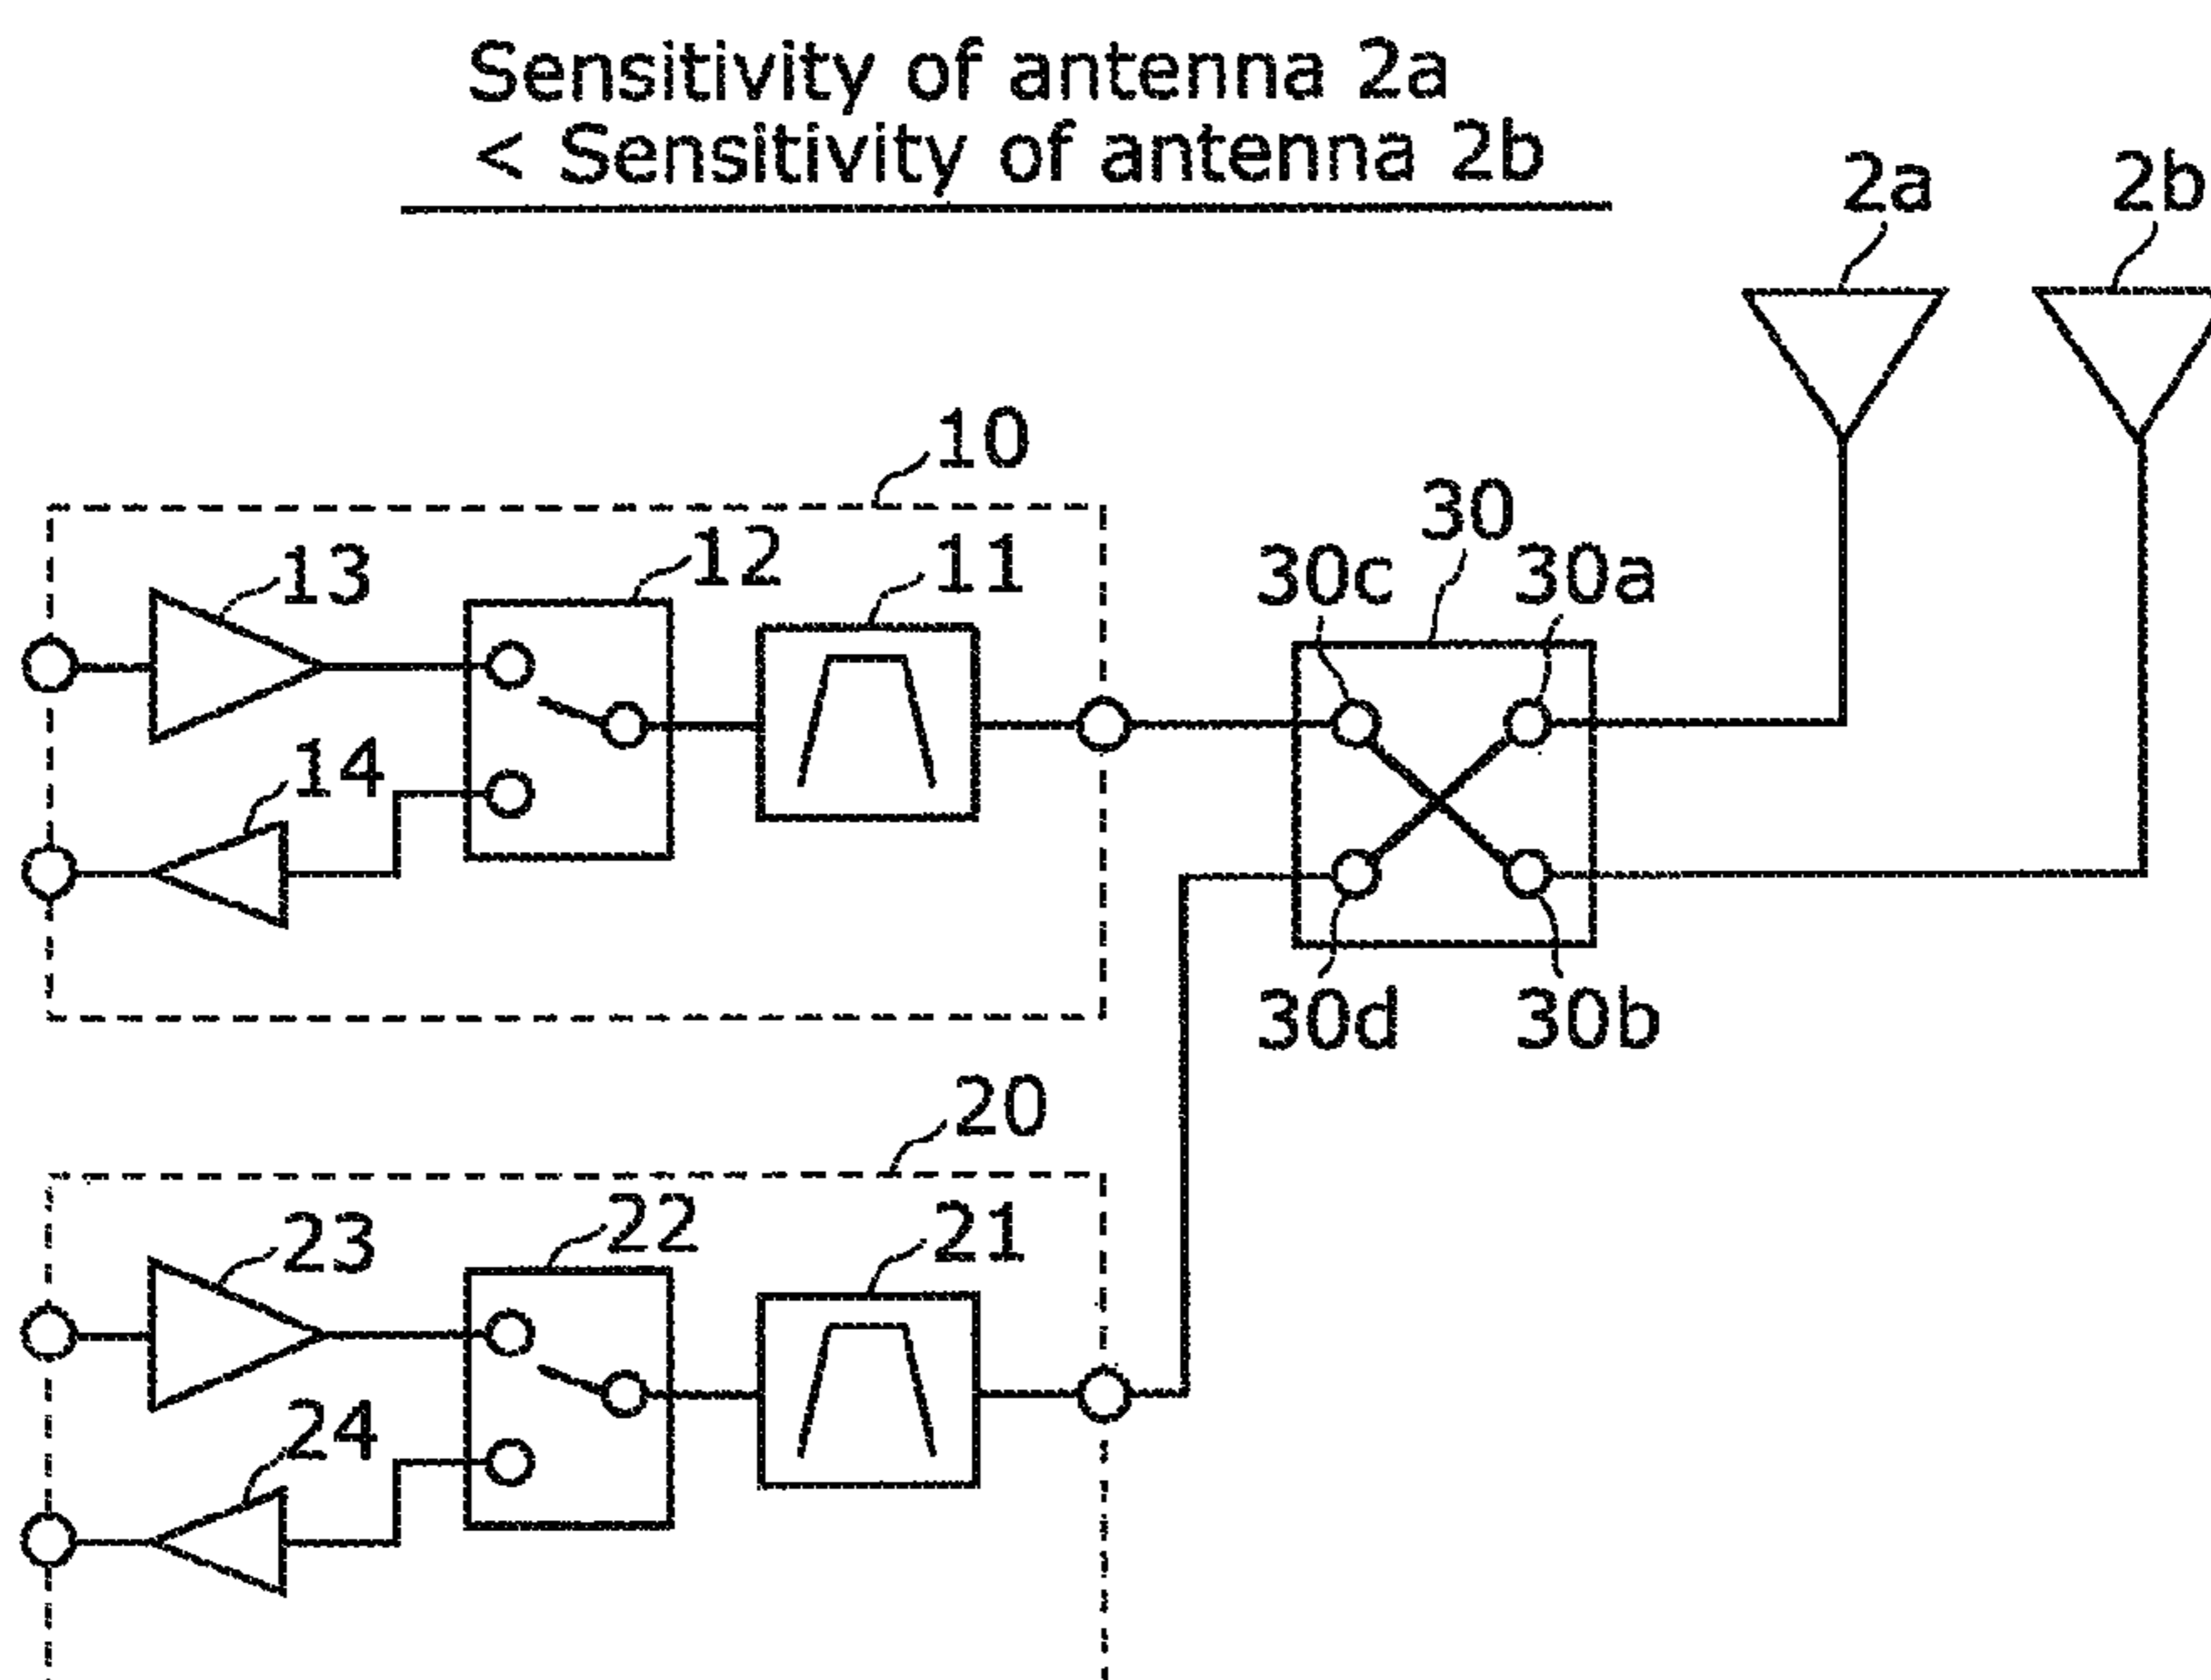 Sensitivity of antenna 2a
< Sensitivity of antenna 2b
2a
2b
10
30
12
11
13
30c
30a
14
30d
30b
20
22
21
23
24